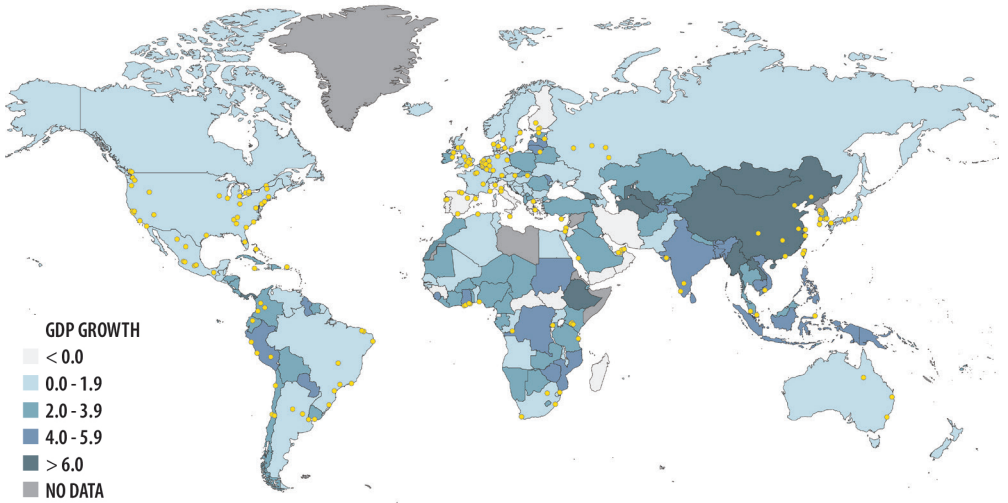 GDP GROWTH
< 0.0
0.0 - 1.9
2.0 - 3.9
4.0 - 5.9
> 6.0
NO DATA